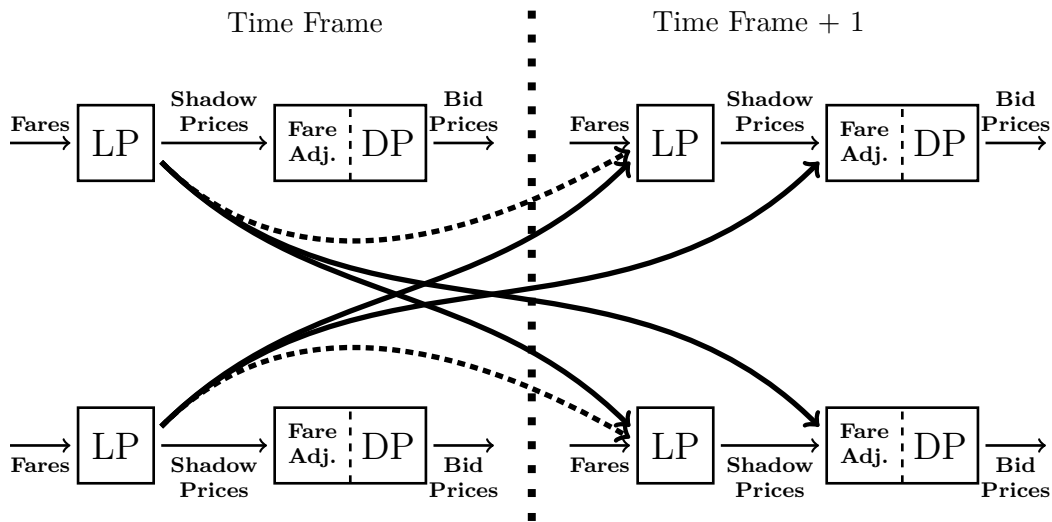 Time Frame
Time Frame + 1
Fares
LP
Shadow
Prices
Fare
Adj.
DP
Bid
Prices
Fares
LP
Shadow
Prices
Fare
Adj.
DP
Bid
Prices
Fares
LP
Shadow
Prices
Fare
Adj.
DP
Bid
Prices
Fares
LP
Shadow
Prices
Fare
Adj.
DP
Bid
Prices